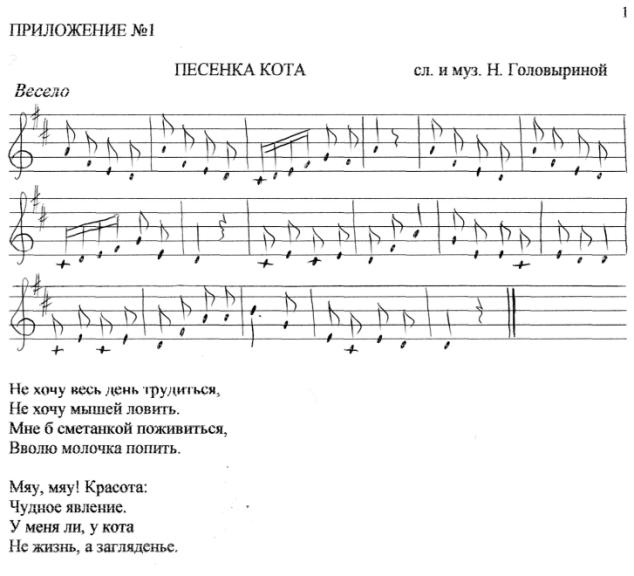 1
ПРИЛОЖЕНИЕ №1
ПЕСЕНКА КОТА сл. и муз. Н. Головыриной
Весело
Не хочу весь день трудиться,
Не хочу мышей ловить.
Мне б сметанкой поживиться,
Вволю молочка попить.
Мяу, мяу! Красота:
Чудное явление.
У меня ли, у кота
Не жизнь, а загляденье.